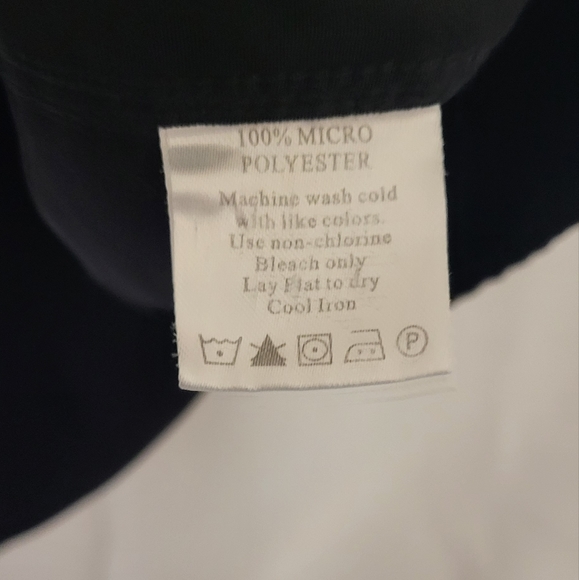 100% MICRO
POLYESTER
Machine wash cold
with like colors.
Use non-chlorine
Bleach only
Lay Flat to dry
Cool Iron
P